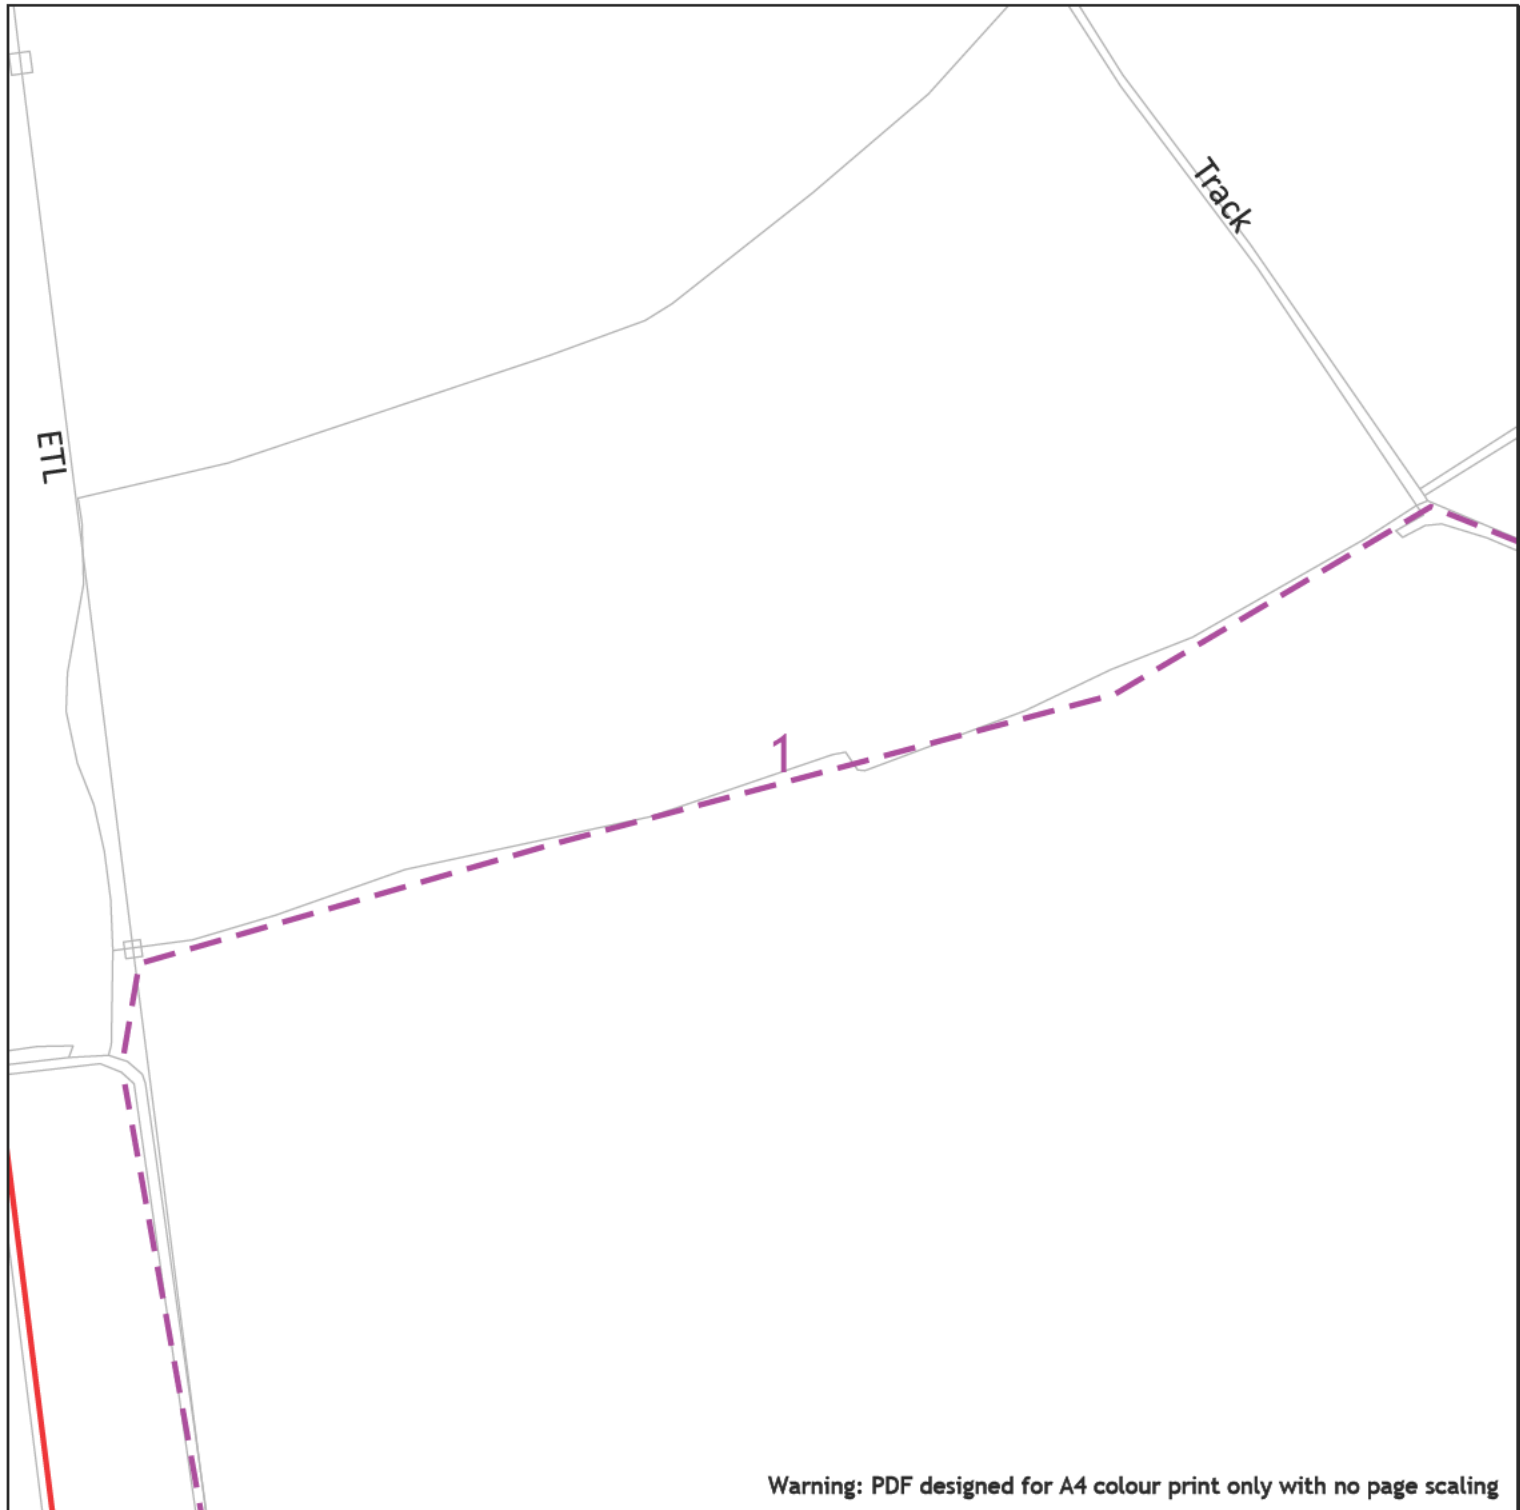 Track
ETL
1
Warning: PDF designed for A4 colour print only with no page scaling